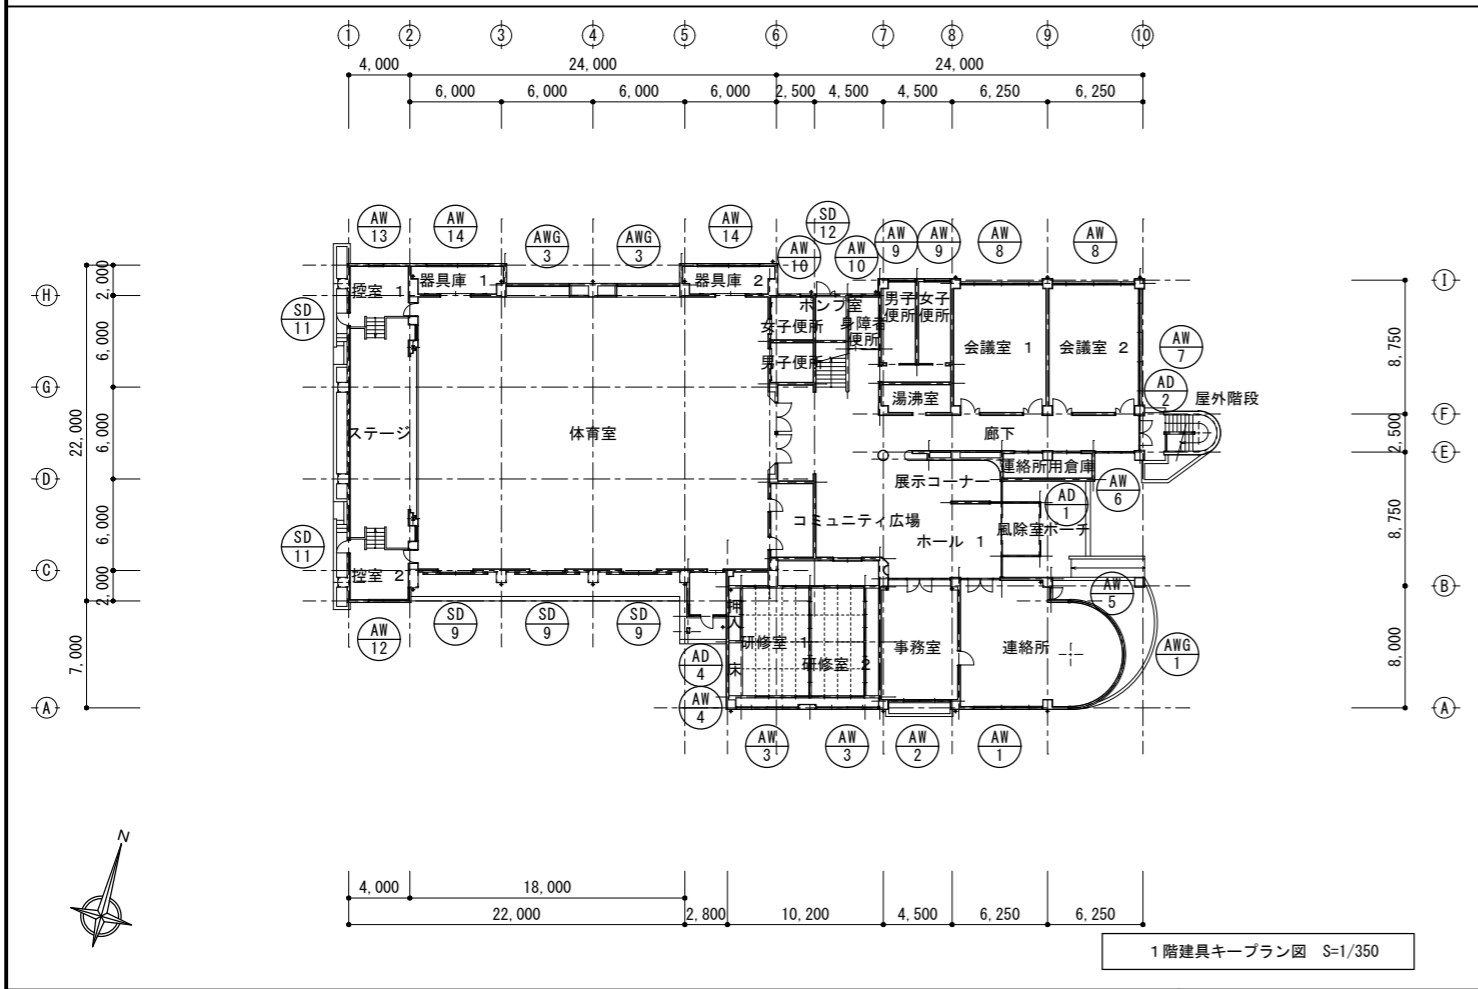 1 2 3 4 5 6 7 8 9 10
4,000 24,000 24,000
6,000 6,000 6,000 6,000 2,500 4,500 4,500 6,250 6,250
AW 13
AW 14
AWG 3
AWG 3
AW 14
SD 12
AW 10
AW 10
AW 9
AW 9
AW 8
AW 8
H
G
D
C
A
2,000
6,000
6,000
6,000
2,000
22,000
7,000
I
F
E
B
A
8,750
2,500
8,750
8,000
SD 11
SD 11
控室 1
器具庫 1
器具庫 2
ポンプ室
女子便所
身障者
便所
男子便所
男子
便所
女子
便所
会議室 1
会議室 2
AW 7
AD 2
屋外階段
湯沸室
ステージ
体育室
廊下
連絡所用倉庫
展示コーナー
AD 1
AW 6
コミュニティ広場
風除室
ポーチ
ホール 1
控室 2
AW 12
SD 9
SD 9
SD 9
AD 4
AW 4
押入
床
研修室 1
研修室 2
事務室
連絡所
AW 5
AWG 1
AW 3
AW 3
AW 2
AW 1
N
4,000 18,000
22,000 2,800 10,200 4,500 6,250 6,250
1階建具キープラン図 S=1/350